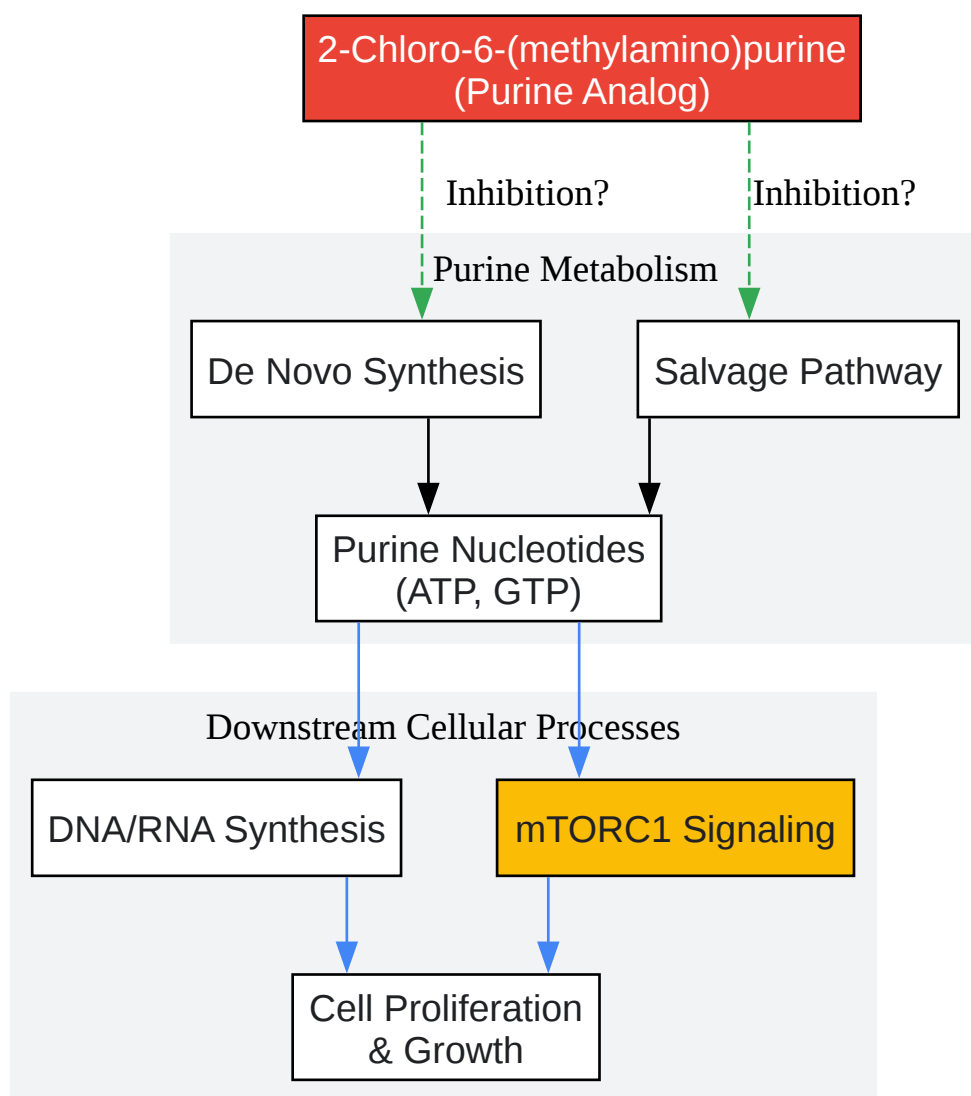 2-Chloro-6-(methylamino)purine
(Purine Analog)
Inhibition?
Inhibition?
Purine Metabolism
De Novo Synthesis
Salvage Pathway
Purine Nucleotides
(ATP, GTP)
Downstream Cellular Processes
DNA/RNA Synthesis
mTORC1 Signaling
Cell Proliferation
& Growth